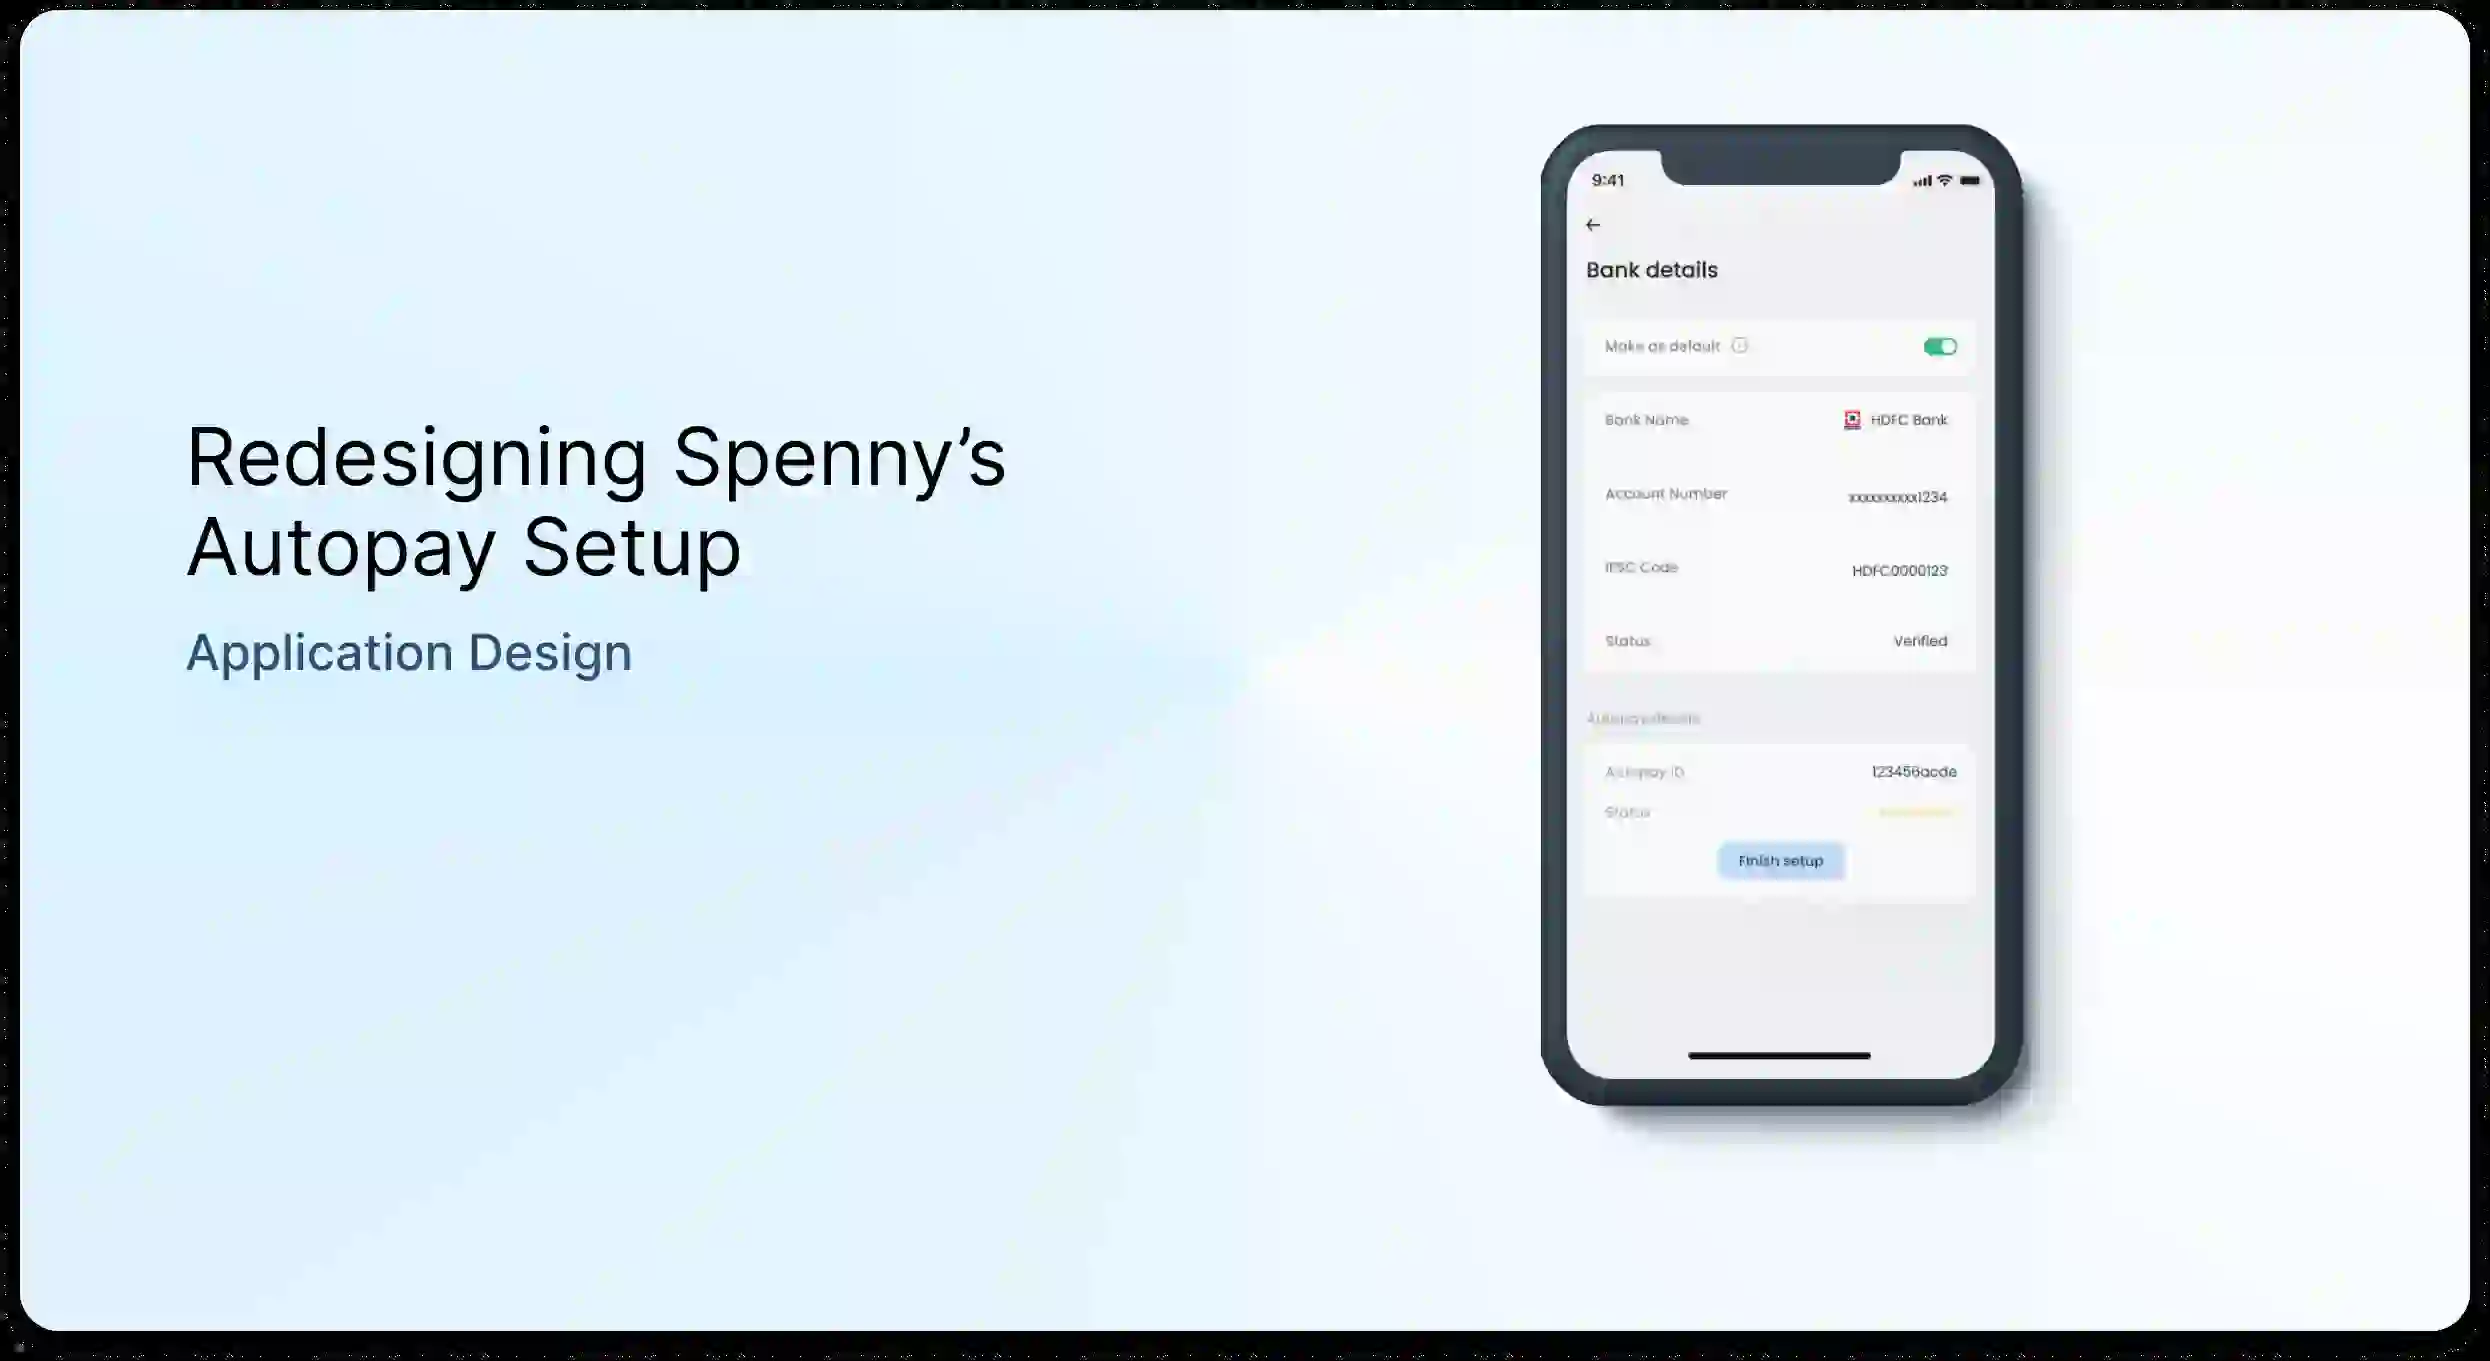 Redesigning Spenny’s
Autopay Setup
Application Design
9:41
Bank details
Make as default
Bank Name HDFC Bank
Account Number xxxxxxxxxx1234
IFSC Code HDFC0000123
Status Verified
Autopay details
Autopay ID 123456acde
Status
Finish setup